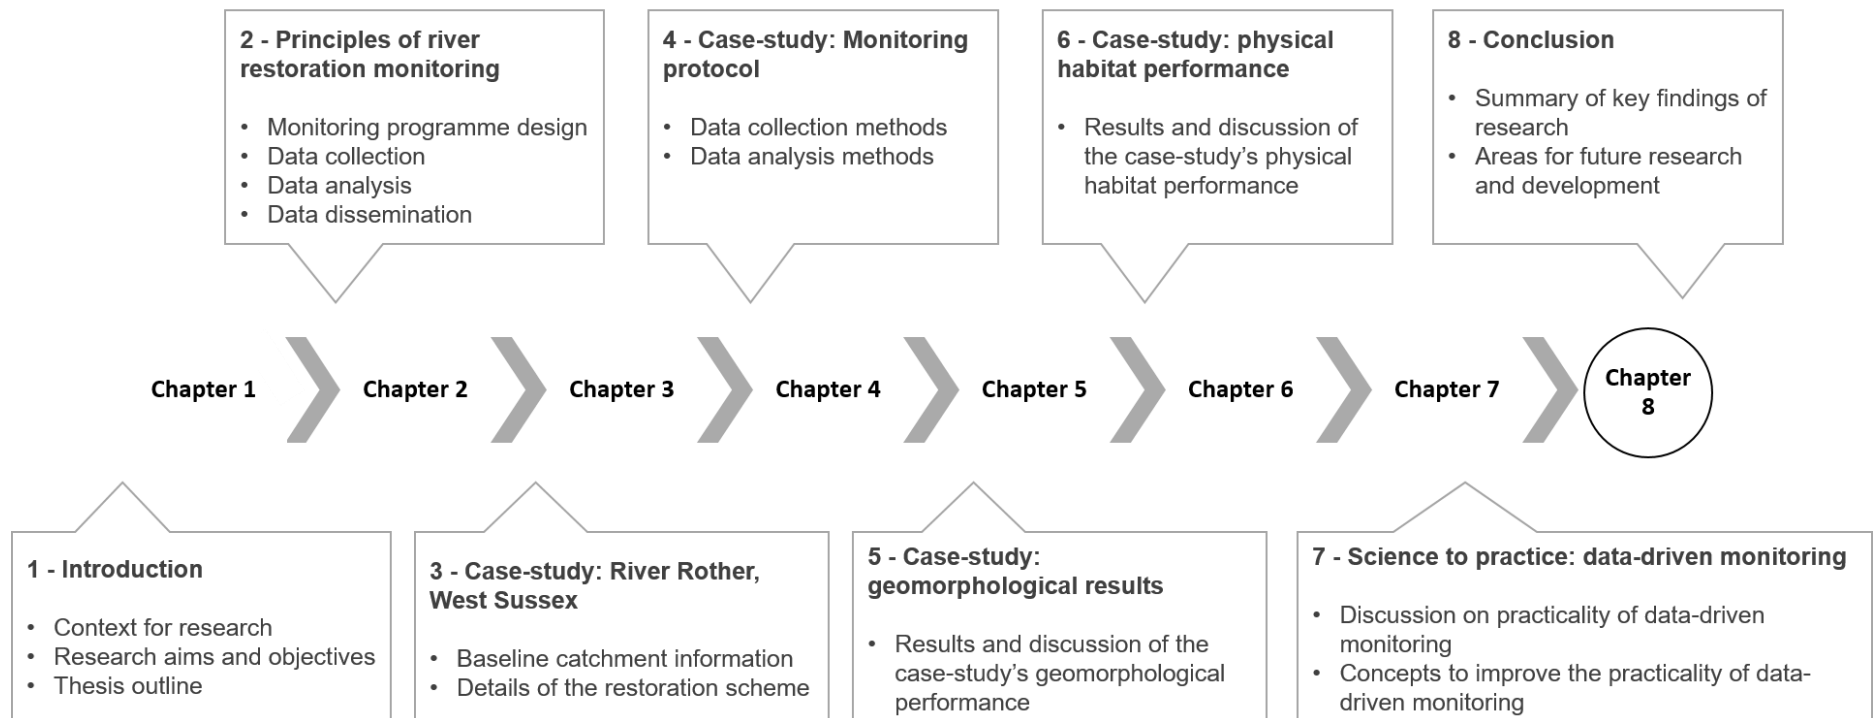 2 - Principles of river
restoration monitoring
• Monitoring programme design
• Data collection
• Data analysis
• Data dissemination
4 - Case-study: Monitoring
protocol
• Data collection methods
• Data analysis methods
6 - Case-study: physical
habitat performance
• Results and discussion of
the case-study’s physical
habitat performance
8 - Conclusion
• Summary of key findings of
research
• Areas for future research
and development
Chapter 1
Chapter 2
Chapter 3
Chapter 4
Chapter 5
Chapter 6
Chapter 7
Chapter
8
1 - Introduction
• Context for research
• Research aims and objectives
• Thesis outline
3 - Case-study: River Rother,
West Sussex
• Baseline catchment information
• Details of the restoration scheme
5 - Case-study:
geomorphological results
• Results and discussion of the
case-study’s geomorphological
performance
7 - Science to practice: data-driven monitoring
• Discussion on practicality of data-driven
monitoring
• Concepts to improve the practicality of data-
driven monitoring